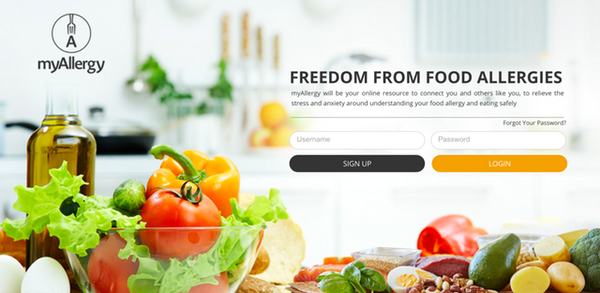 A
myAllergy
FREEDOM FROM FOOD ALLERGIES
myAllergy will be your online resource to connect you and others like you, to relieve the
stress and anxiety around understanding your food allergy and eating safely
Forgot Your Password?
Username
Password
SIGN UP
LOGIN